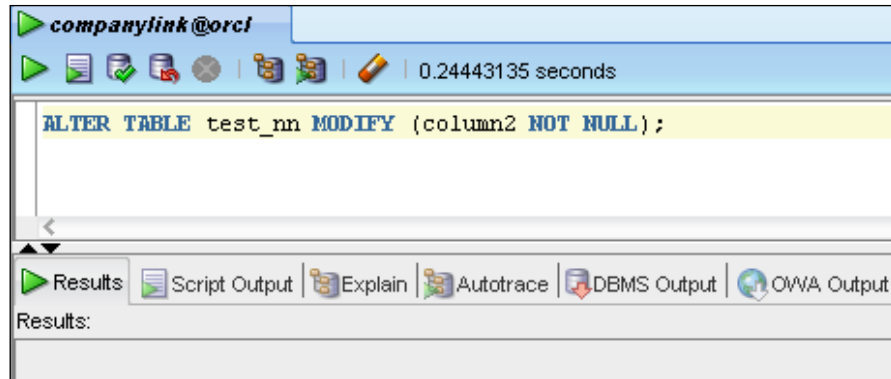 companylink@orcl
0.24443135 seconds
ALTER TABLE test_nn MODIFY (column2 NOT NULL);
Results Script Output Explain Autotrace DBMS Output OWA Output
Results: